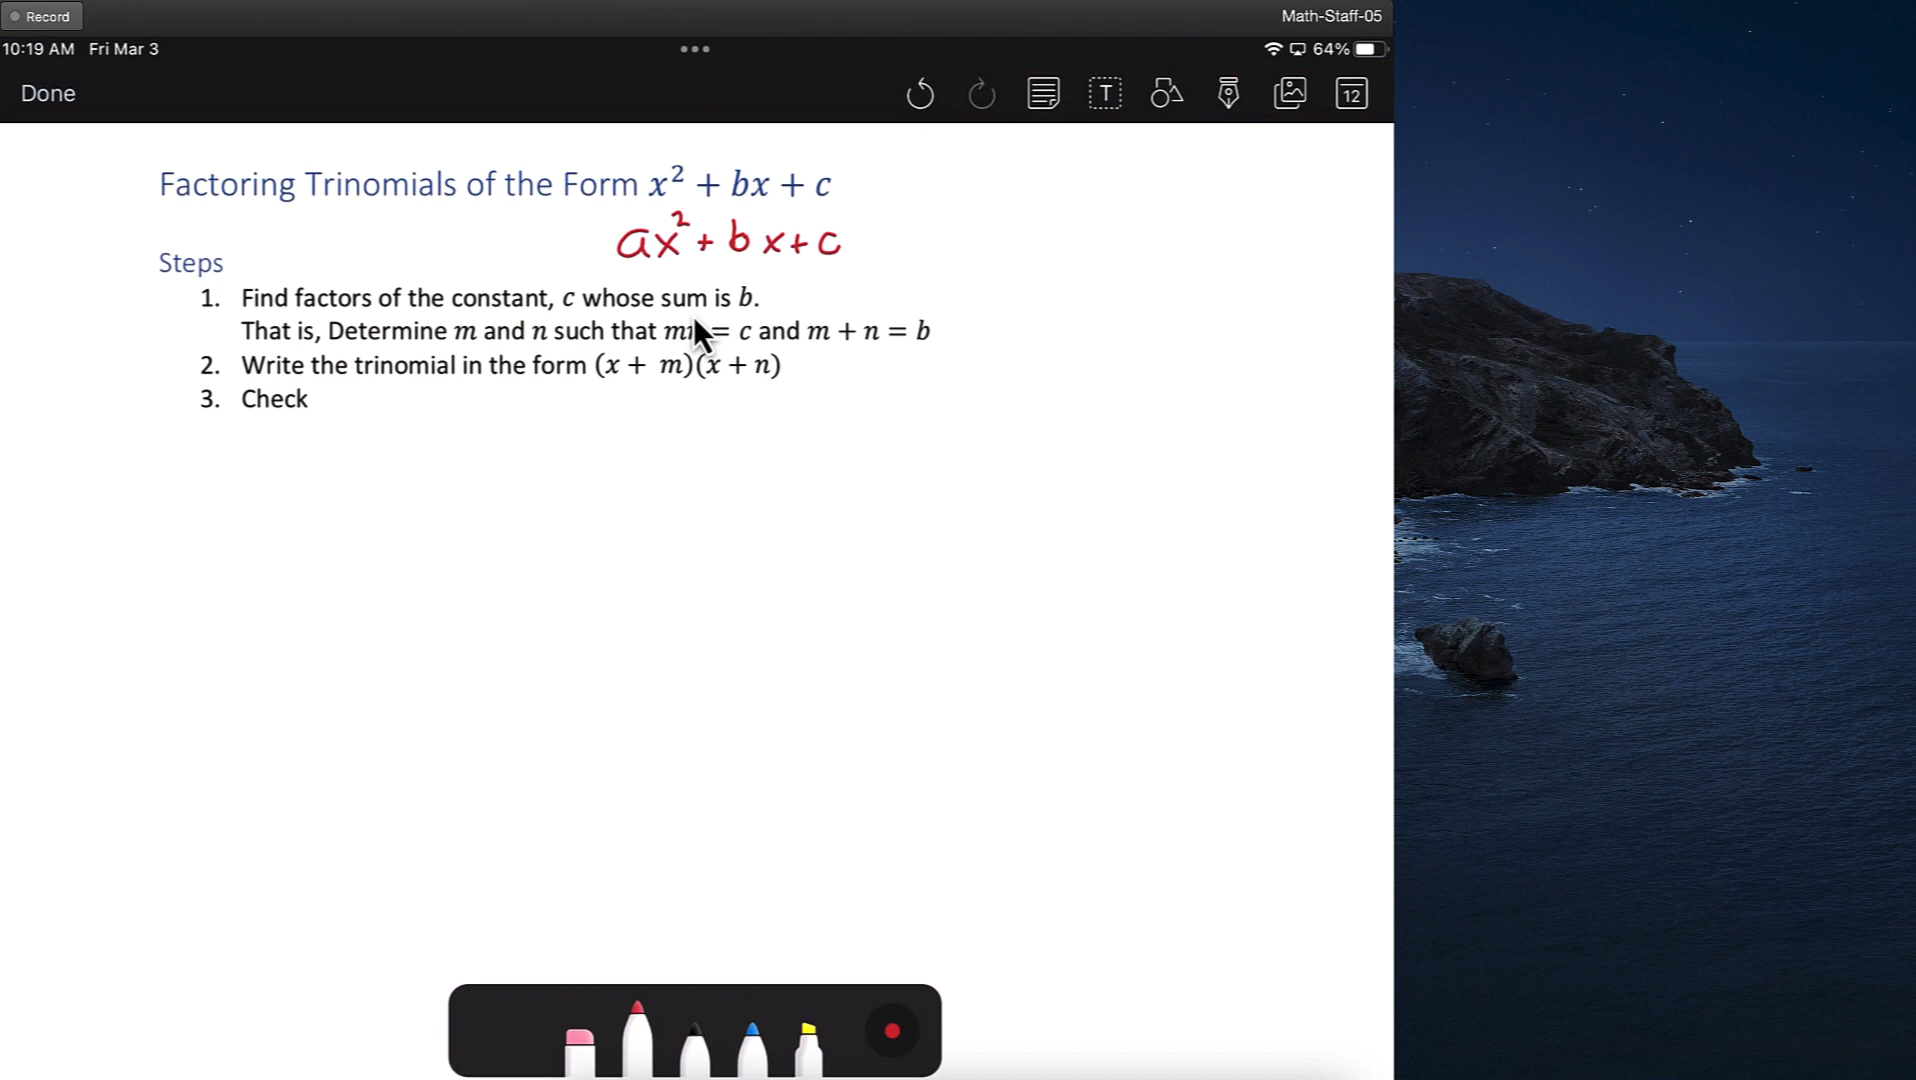 Record
Math-Staff-05
10:19 AM Fri Mar 3
64%
Done
T
12
Factoring Trinomials of the Form x² + bx + c
ax² + bx + c
Steps
1. Find factors of the constant, c whose sum is b.
That is, Determine m and n such that m = c and m + n = b
2. Write the trinomial in the form (x + m)(x + n)
3. Check